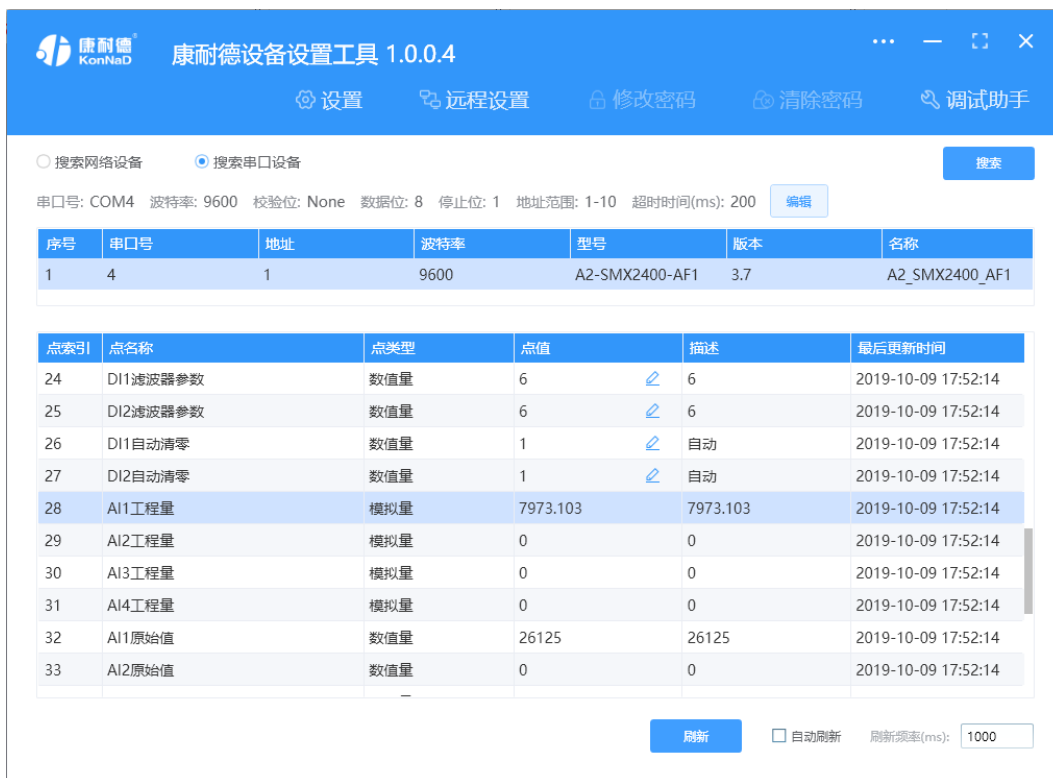 康耐德 KonNaD 康耐德设备设置工具 1.0.0.4
设置 远程设置 修改密码 清除密码 调试助手
搜索网络设备 搜索串口设备 搜索
串口号: COM4 波特率: 9600 校验位: None 数据位: 8 停止位: 1 地址范围: 1-10 超时时间(ms): 200 编辑
序号 串口号 地址 波特率 型号 版本 名称
1 4 1 9600 A2-SMX2400-AF1 3.7 A2_SMX2400_AF1
点索引 点名称 点类型 点值 描述 最后更新时间
24 DI1滤波器参数 数值量 6 6 2019-10-09 17:52:14
25 DI2滤波器参数 数值量 6 6 2019-10-09 17:52:14
26 DI1自动清零 数值量 1 自动 2019-10-09 17:52:14
27 DI2自动清零 数值量 1 自动 2019-10-09 17:52:14
28 AI1工程量 模拟量 7973.103 7973.103 2019-10-09 17:52:14
29 AI2工程量 模拟量 0 0 2019-10-09 17:52:14
30 AI3工程量 模拟量 0 0 2019-10-09 17:52:14
31 AI4工程量 模拟量 0 0 2019-10-09 17:52:14
32 AI1原始值 数值量 26125 26125 2019-10-09 17:52:14
33 AI2原始值 数值量 0 0 2019-10-09 17:52:14
刷新 自动刷新 刷新频率(ms): 1000